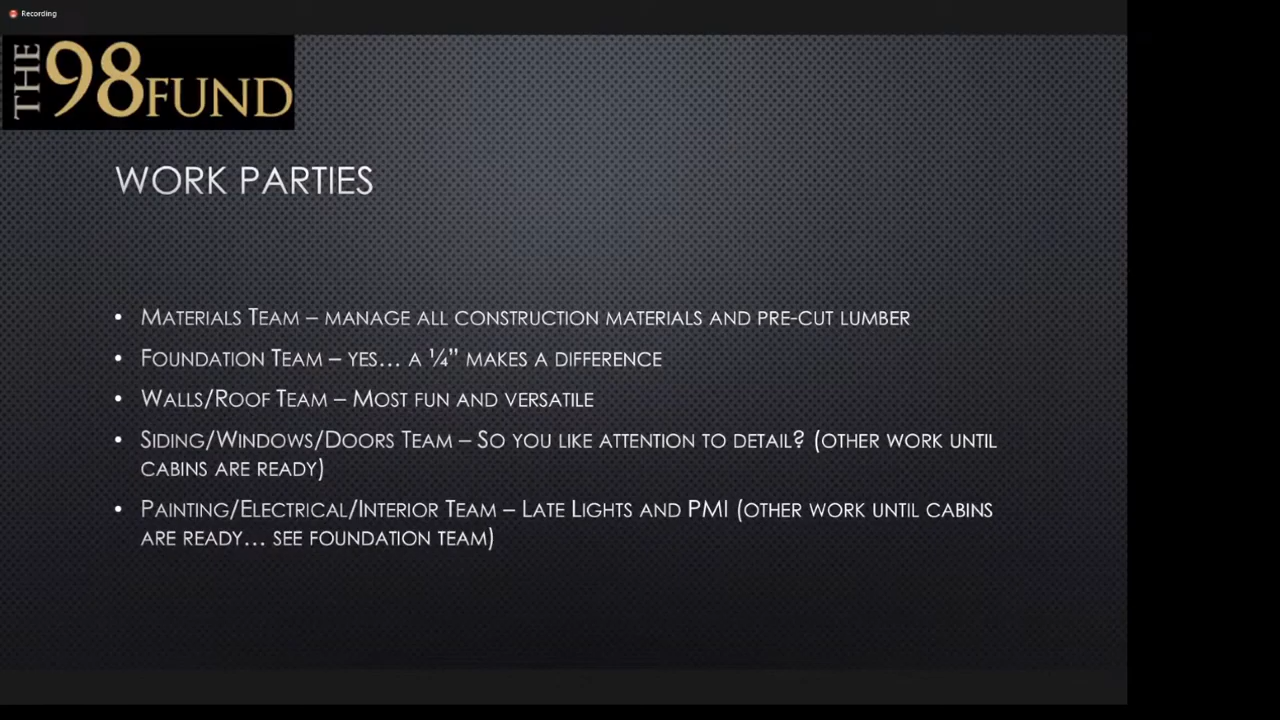 Recording
THE 98 FUND
WORK PARTIES
• MATERIALS TEAM – MANAGE ALL CONSTRUCTION MATERIALS AND PRE-CUT LUMBER
• FOUNDATION TEAM – YES… A ¼” MAKES A DIFFERENCE
• WALLS/ROOF TEAM – MOST FUN AND VERSATILE
• SIDING/WINDOWS/DOORS TEAM – SO YOU LIKE ATTENTION TO DETAIL? (OTHER WORK UNTIL
CABINS ARE READY)
• PAINTING/ELECTRICAL/INTERIOR TEAM – LATE LIGHTS AND PMI (OTHER WORK UNTIL CABINS
ARE READY… SEE FOUNDATION TEAM)